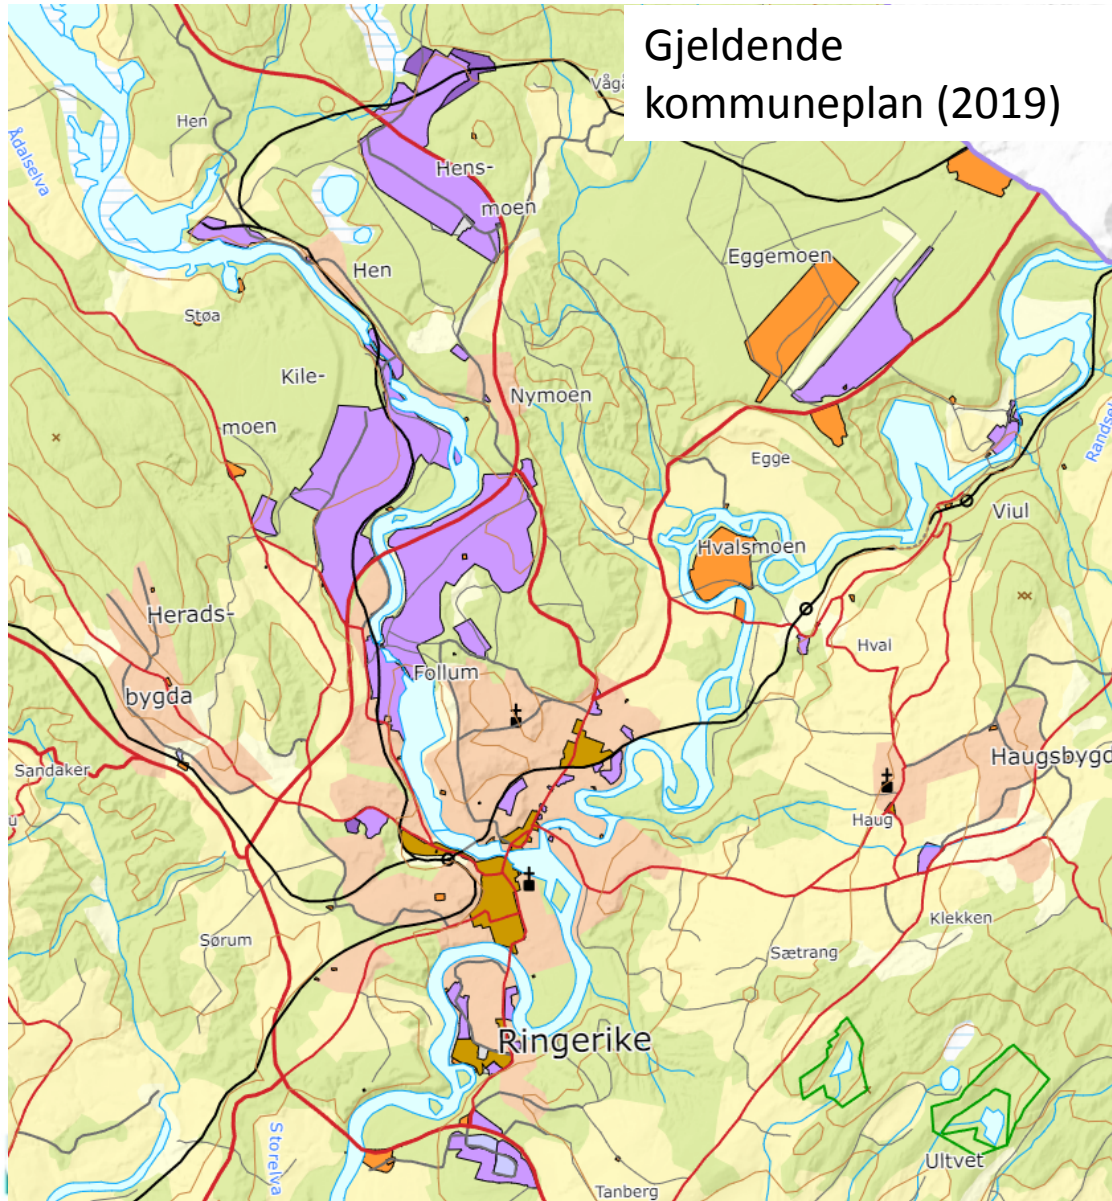 Gjeldende
kommuneplan (2019)
Vågå
Hen
Ådalselva
Hens-
moen
Eggemoen
Hen
Støa
Kile-
moen
Nymoen
Randsel
Egge
Viul
Hvalsmoen
Herads-
bygda
Hval
Follum
Sandaker
u
Haugsbygd
Haug
Klekken
Sørum
Sætrang
Ringerike
Storelva
Ultvet
Tanberg